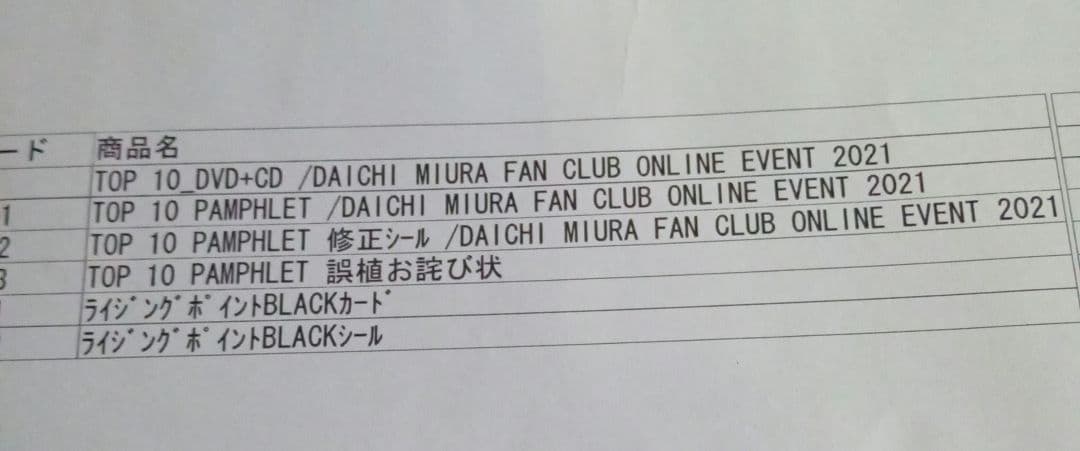 ード 商品名
TOP 10_DVD+CD /DAICHI MIURA FAN CLUB ONLINE EVENT 2021
1 TOP 10 PAMPHLET /DAICHI MIURA FAN CLUB ONLINE EVENT 2021
2 TOP 10 PAMPHLET 修正ｼｰﾙ /DAICHI MIURA FAN CLUB ONLINE EVENT 2021
3 TOP 10 PAMPHLET 誤植お詫び状
ﾗｲｼﾞﾝｸﾞﾎﾟｲﾝﾄBLACKｶｰﾄﾞ
ﾗｲｼﾞﾝｸﾞﾎﾟｲﾝﾄBLACKｼｰﾙ